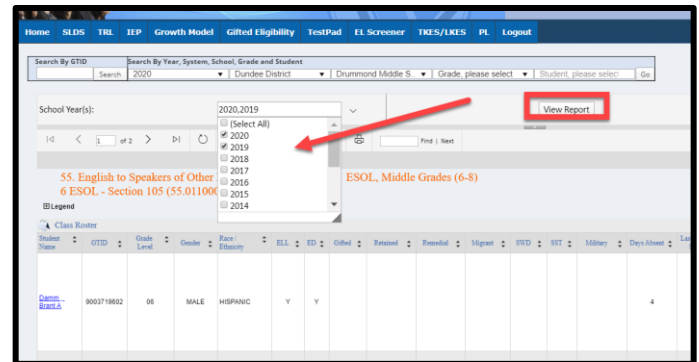 Home SLDS TRL IEP Growth Model Gifted Eligibility TestPad EL Screener TKES/LKES PL Logout
Search By GTID Search By Year, System, School, Grade and Student
Search 2020 Dundee District Drummond Middle S.. Grade, please select Student, please selec Go
School Year(s): 2020,2019 View Report
(Select All)
2020
2019
2018
2017
2016
2015
2014
1 of 2 Find | Next
55. English to Speakers of Other ESOL, Middle Grades (6-8)
6 ESOL - Section 105 (55.01100
Legend
Class Roster
Student Name GTID Grade Level Gender Race / Ethnicity ELL ED Gifted Retained Remedial Migrant SWD SST Military Days Absent
Damm, Brant A 9003719602 06 MALE HISPANIC Y Y 4